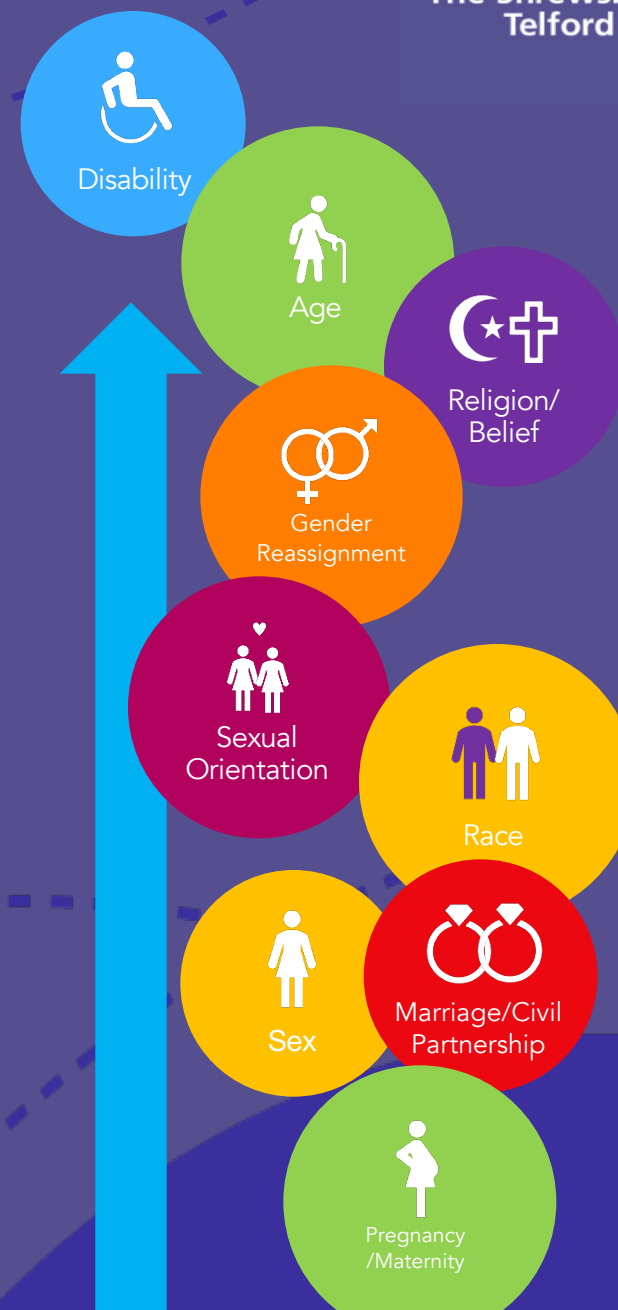 Telford
Disability
Age
Religion/
Belief
Gender
Reassignment
Sexual
Orientation
Race
Sex
Marriage/Civil
Partnership
Pregnancy
/Maternity